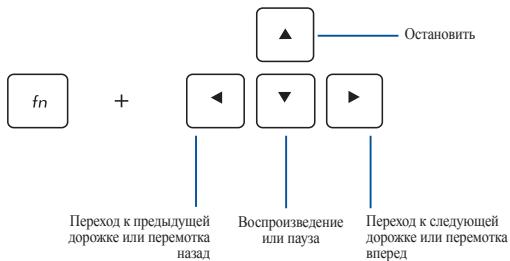 Остановить
fn
+
Переход к предыдущей
дорожке или перемотка
назад
Воспроизведение
или пауза
Переход к следующей
дорожке или перемотка
вперед